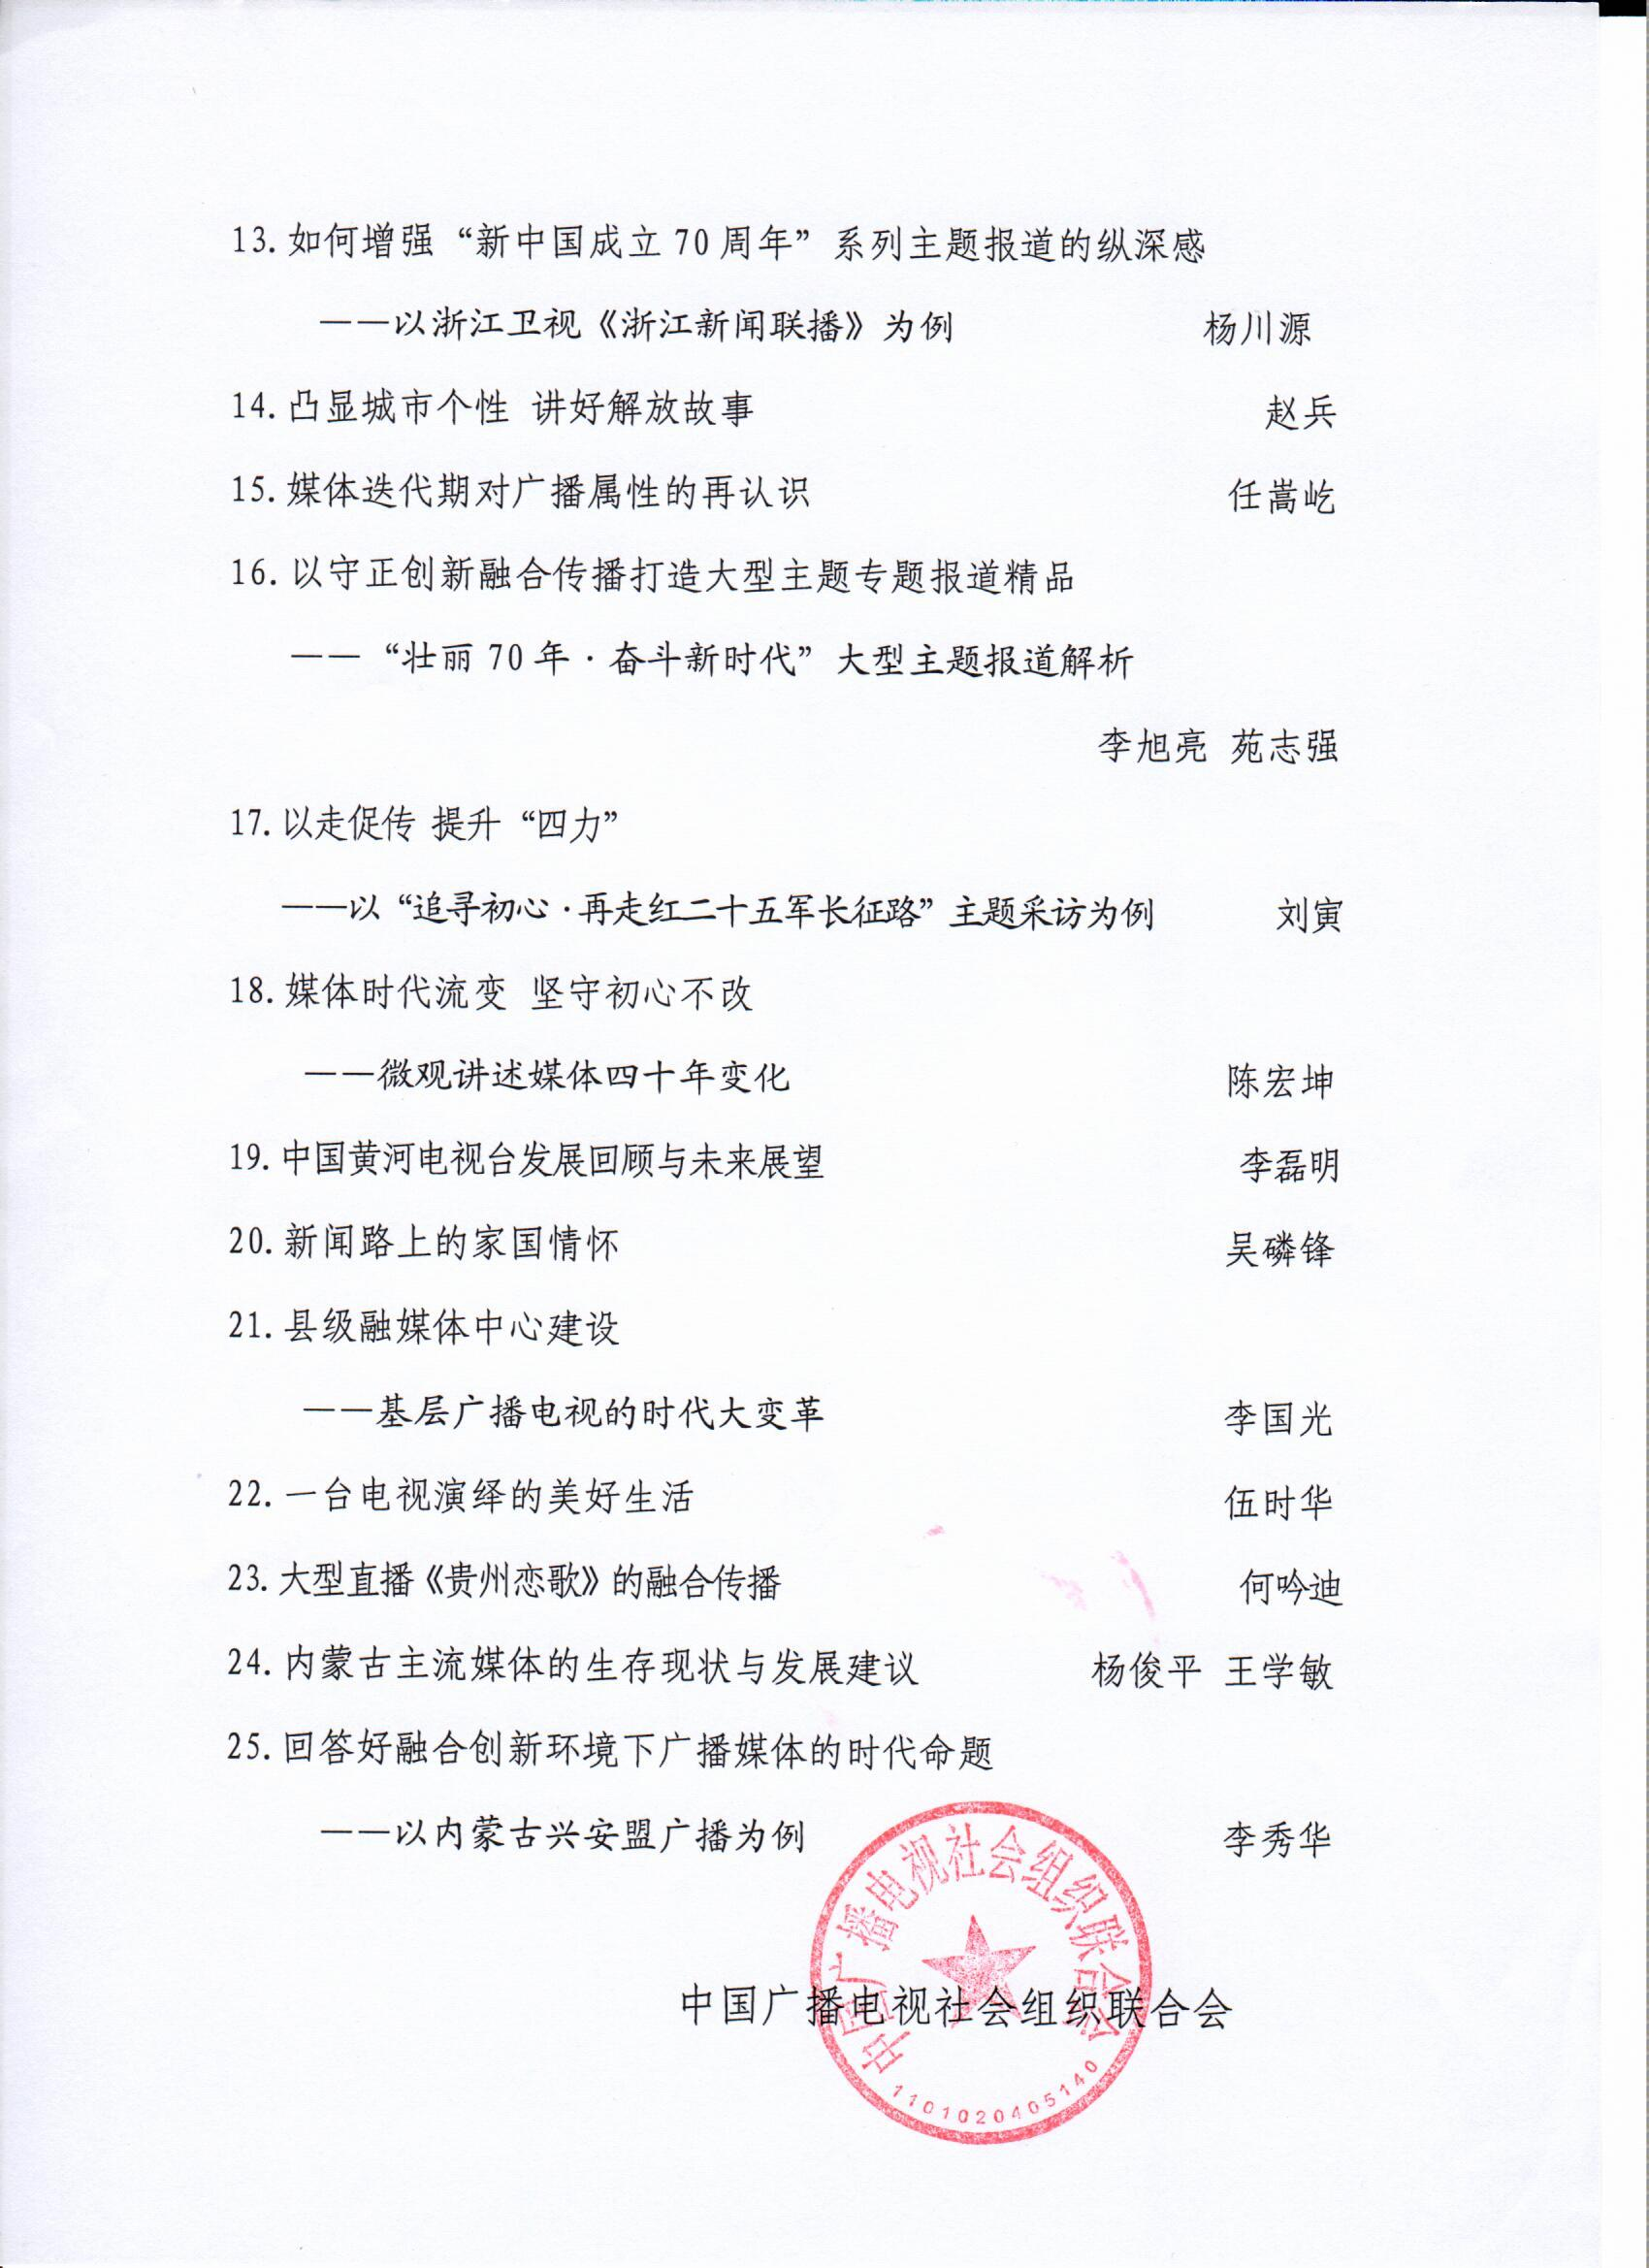 13.如何增强“新中国成立70周年”系列主题报道的纵深感
——以浙江卫视《浙江新闻联播》为例 杨川源
14.凸显城市个性 讲好解放故事 赵兵
15.媒体迭代期对广播属性的再认识 任嵩屹
16.以守正创新融合传播打造大型主题专题报道精品
——“壮丽70年·奋斗新时代”大型主题报道解析
李旭亮 苑志强
17.以走促传 提升“四力”
——以“追寻初心·再走红二十五军长征路”主题采访为例 刘寅
18.媒体时代流变 坚守初心不改
——微观讲述媒体四十年变化 陈宏坤
19.中国黄河电视台发展回顾与未来展望 李磊明
20.新闻路上的家国情怀 吴磷锋
21.县级融媒体中心建设
——基层广播电视的时代大变革 李国光
22.一台电视演绎的美好生活 伍时华
23.大型直播《贵州恋歌》的融合传播 何吟迪
24.内蒙古主流媒体的生存现状与发展建议 杨俊平 王学敏
25.回答好融合创新环境下广播媒体的时代命题
——以内蒙古兴安盟广播为例 李秀华
中国广播电视社会组织联合会
中国广播电视社会组织联合会
1101020405140